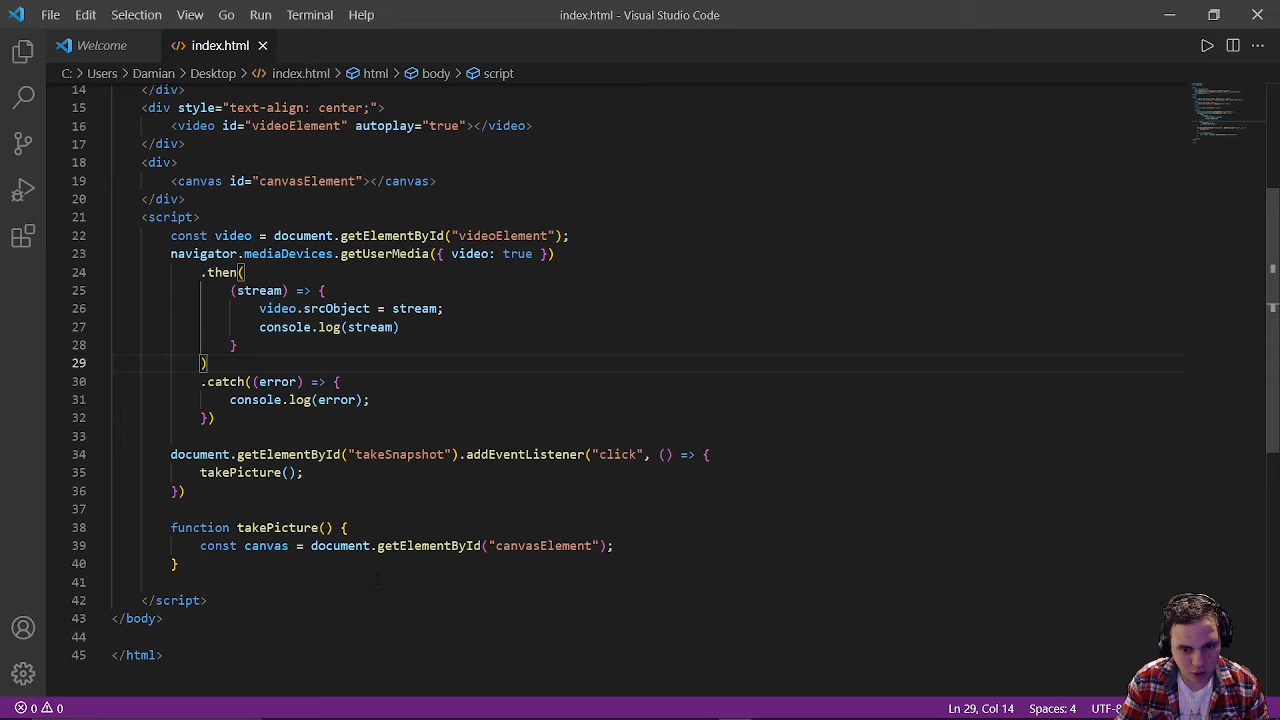 File Edit Selection View Go Run Terminal Help index.html - Visual Studio Code
Welcome index.html
C: > Users > Damian > Desktop > index.html > html > body > script
14 </div>
15 <div style="text-align: center;">
16 <video id="videoElement" autoplay="true"></video>
17 </div>
18 <div>
19 <canvas id="canvasElement"></canvas>
20 </div>
21 <script>
22 const video = document.getElementById("videoElement");
23 navigator.mediaDevices.getUserMedia({ video: true })
24 .then(
25 (stream) => {
26 video.srcObject = stream;
27 console.log(stream)
28 }
29 )
30 .catch((error) => {
31 console.log(error);
32 })
33
34 document.getElementById("takeSnapshot").addEventListener("click", () => {
35 takePicture();
36 })
37
38 function takePicture() {
39 const canvas = document.getElementById("canvasElement");
40 }
41
42 </script>
43 </body>
44
45 </html>
0 0 Ln 29, Col 14 Spaces: 4 UTF-8